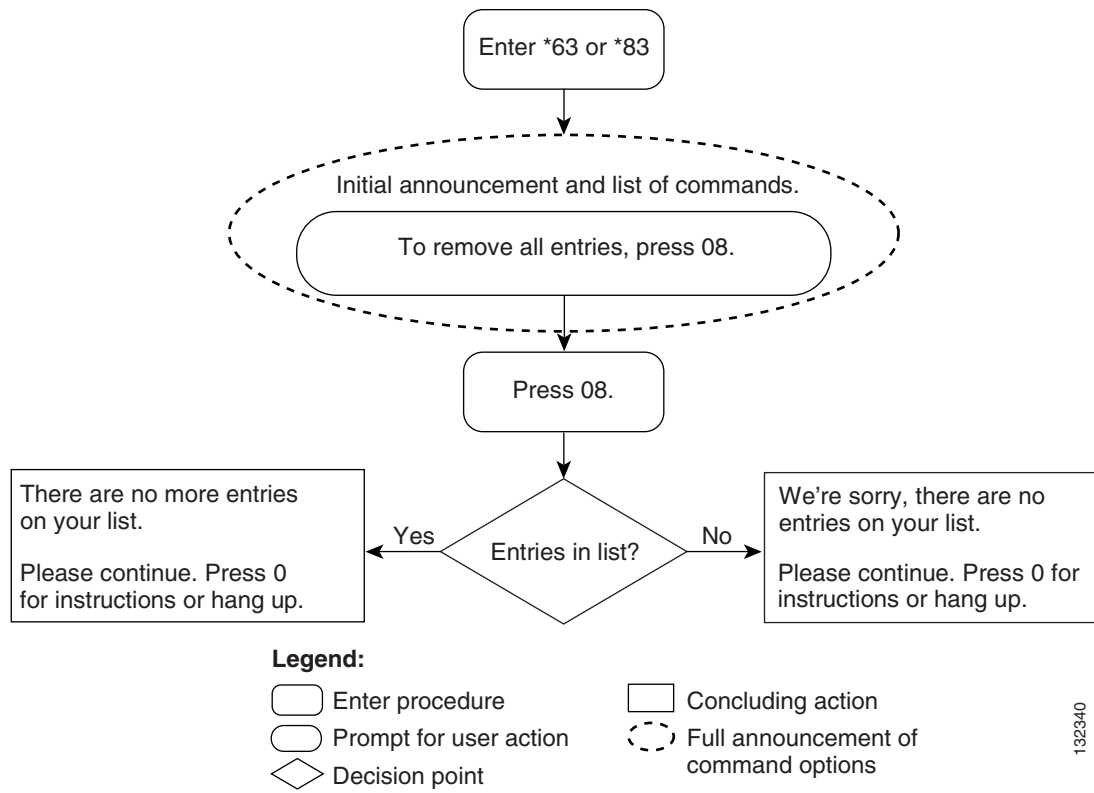 Enter *63 or *83
Initial announcement and list of commands.
To remove all entries, press 08.
Press 08.
There are no more entries
on your list.
Please continue. Press 0
for instructions or hang up.
Yes
Entries in list?
No
We're sorry, there are no
entries on your list.
Please continue. Press 0 for
instructions or hang up.
Legend:
Enter procedure
Prompt for user action
Decision point
Concluding action
Full announcement of
command options
132340